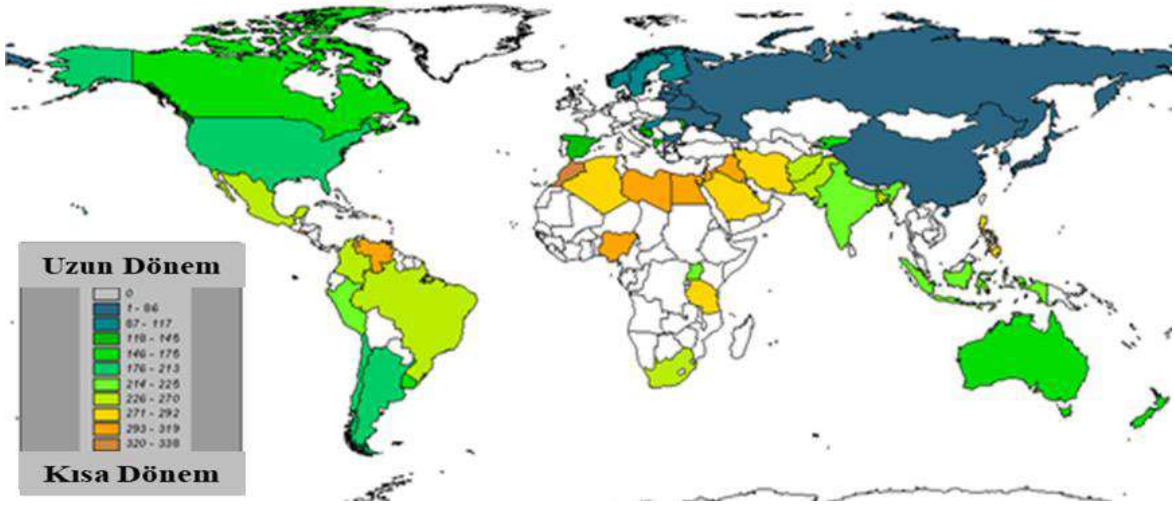 Uzun Dönem
0
1 - 86
87 - 117
118 - 145
146 - 175
176 - 213
214 - 225
226 - 270
271 - 292
293 - 319
320 - 338
Kısa Dönem